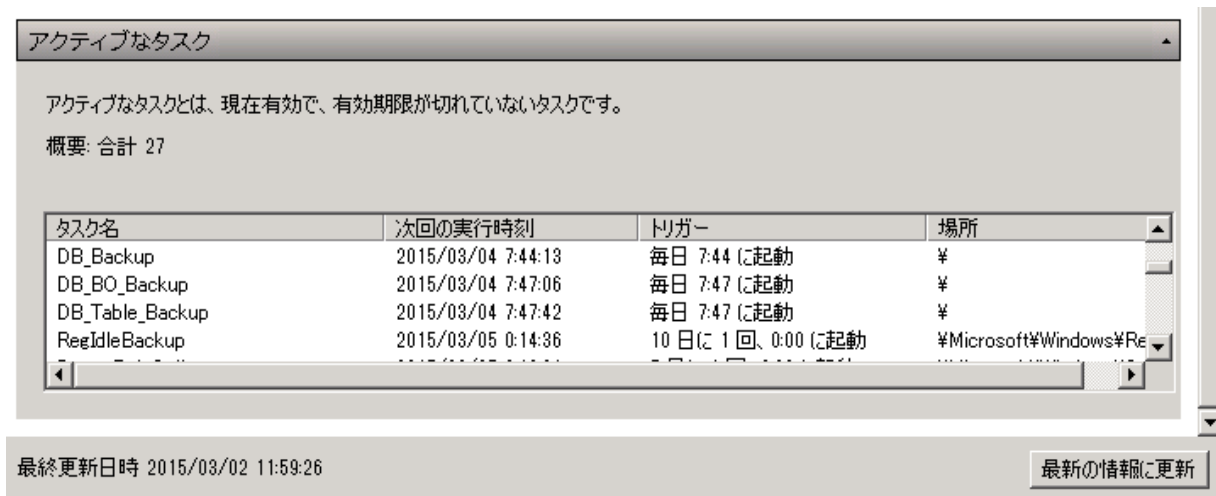 アクティブなタスク
アクティブなタスクとは、現在有効で、有効期限が切れていないタスクです。
概要: 合計 27
タスク名 次回の実行時刻 トリガー 場所
DB_Backup 2015/03/04 7:44:13 毎日 7:44 に起動 ¥
DB_BO_Backup 2015/03/04 7:47:06 毎日 7:47 に起動 ¥
DB_Table_Backup 2015/03/04 7:47:42 毎日 7:47 に起動 ¥
RegIdleBackup 2015/03/05 0:14:36 10 日に 1 回、0:00 に起動 ¥Microsoft¥Windows¥Re
最終更新日時 2015/03/02 11:59:26 最新の情報に更新